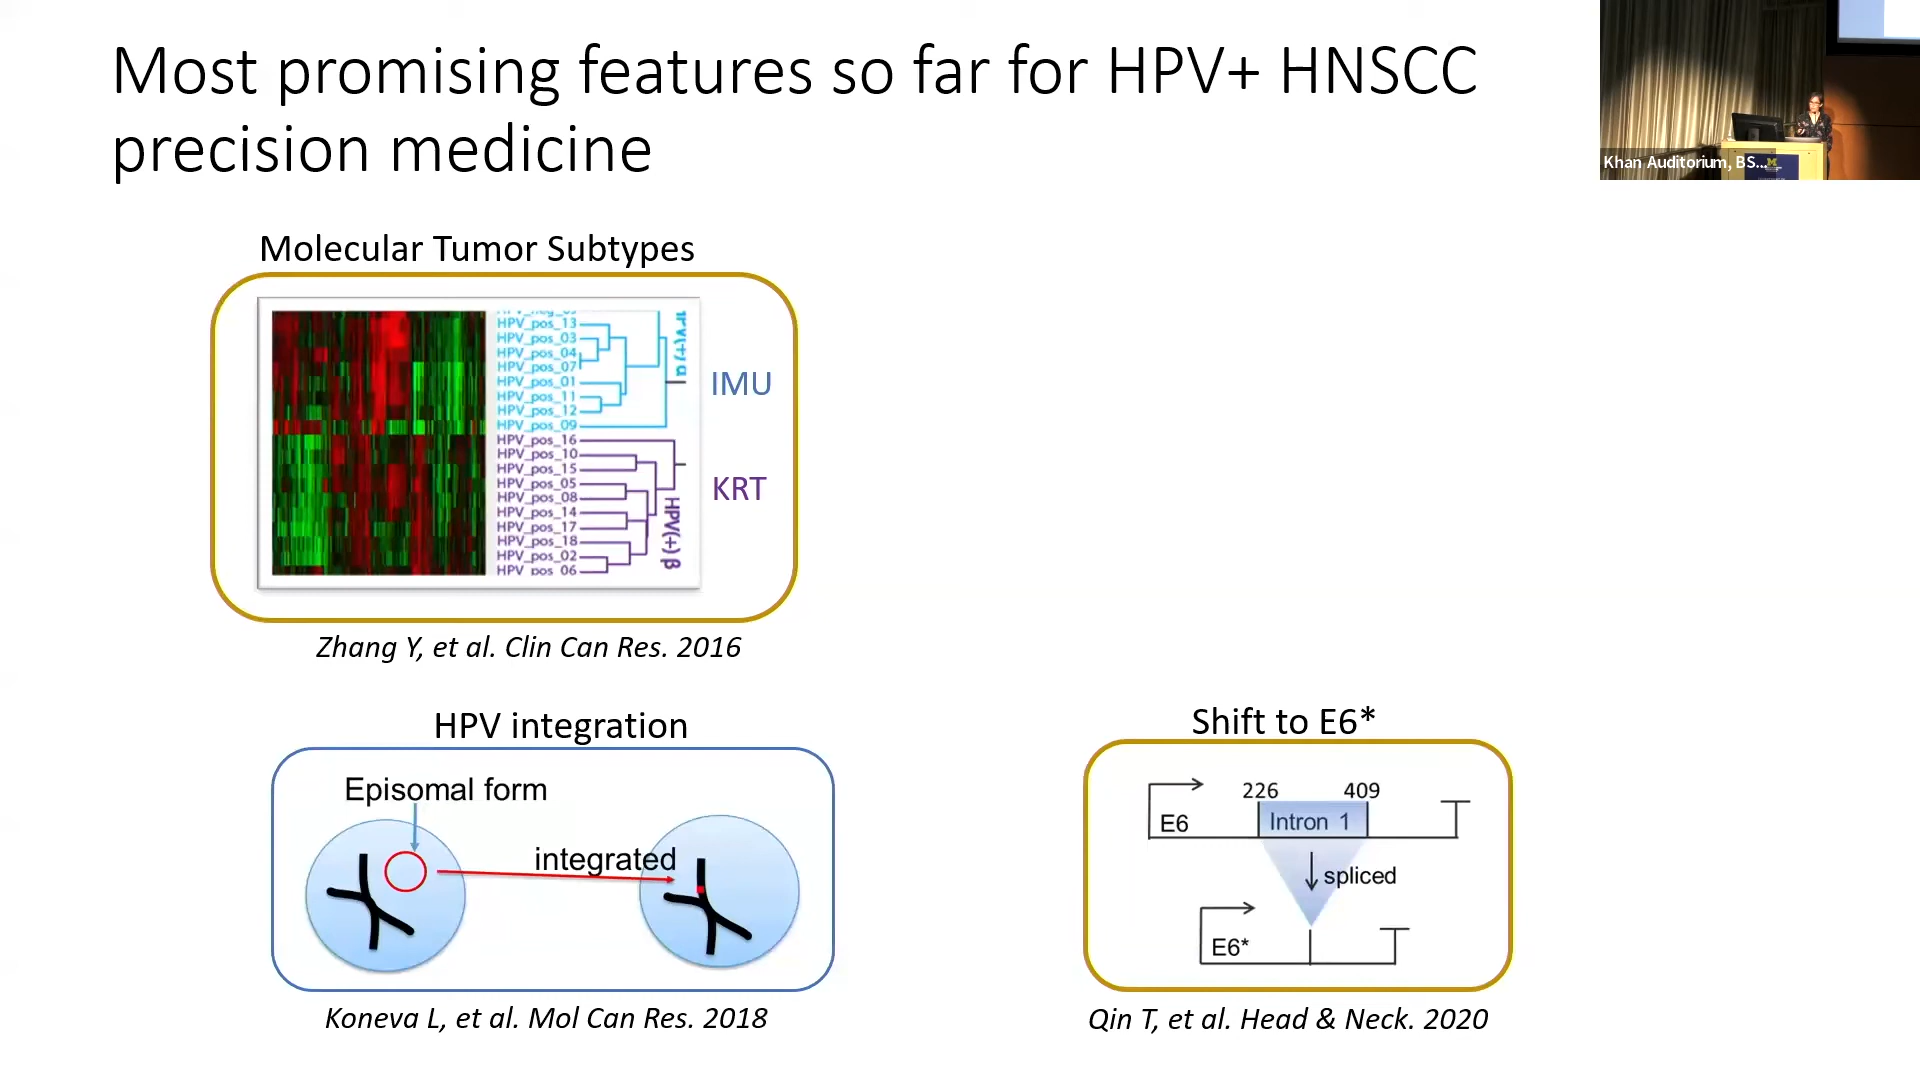 Most promising features so far for HPV+ HNSCC
precision medicine
Khan Auditorium, BS...
Molecular Tumor Subtypes
HPV_pos_13
HPV_pos_03
HPV_pos_04
HPV_pos_07
HPV_pos_01
HPV_pos_11
HPV_pos_12
HPV_pos_09
HPV_pos_16
HPV_pos_10
HPV_pos_15
HPV_pos_05
HPV_pos_08
HPV_pos_14
HPV_pos_17
HPV_pos_18
HPV_pos_02
HPV_pos_06
HPV(+) β
IMU
KRT
Zhang Y, et al. Clin Can Res. 2016
HPV integration
Episomal form
integrated
Koneva L, et al. Mol Can Res. 2018
Shift to E6*
226 409
E6 Intron 1
spliced
E6*
Qin T, et al. Head & Neck. 2020